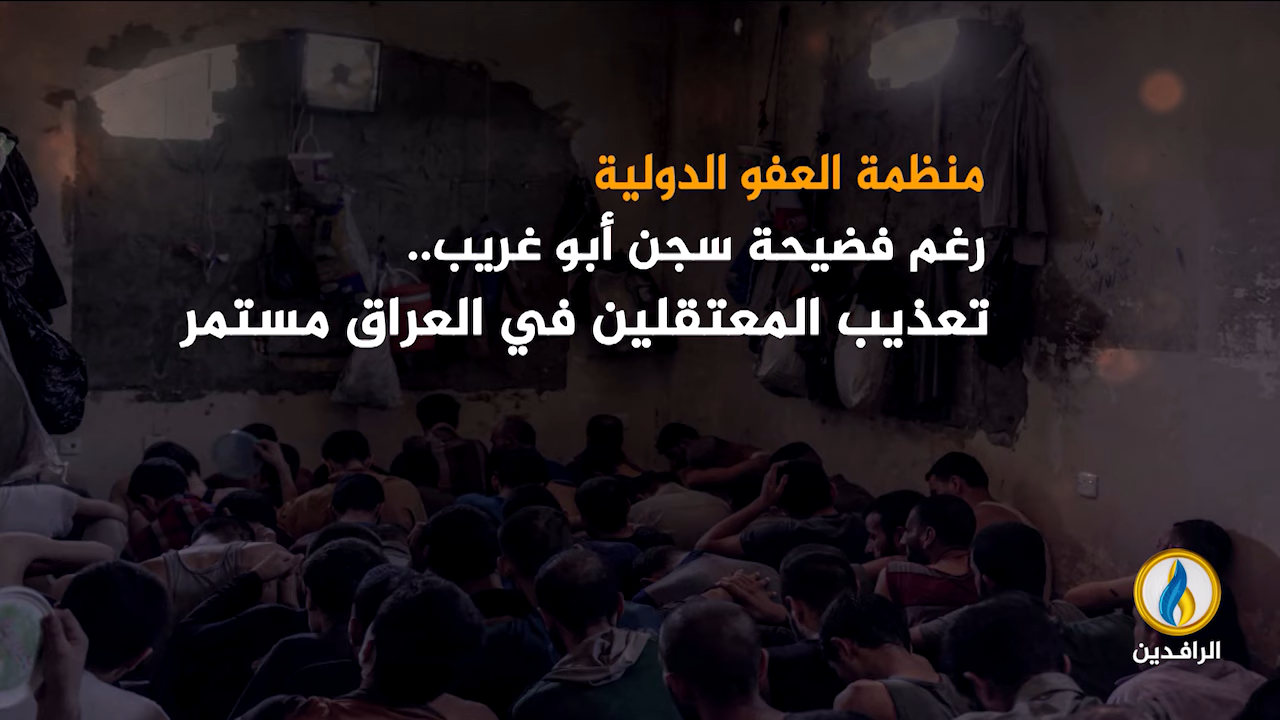 منظمة العفو الدولية
رغم فضيحة سجن أبو غريب..
تعذيب المعتقلين في العراق مستمر
الرافدين